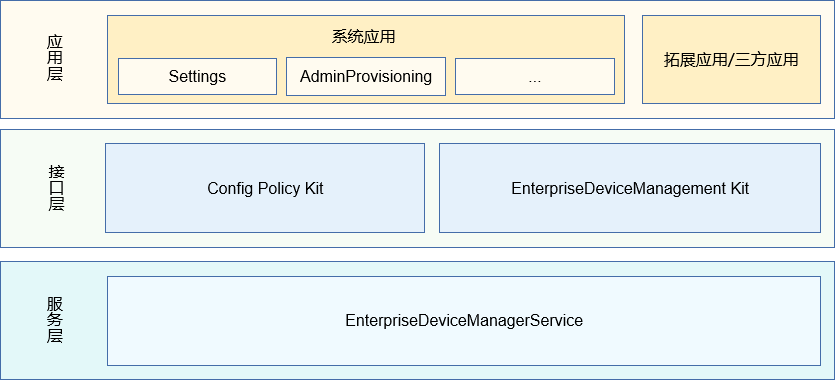 应用层
系统应用
Settings
AdminProvisioning
...
拓展应用/三方应用
接口层
Config Policy Kit
EnterpriseDeviceManagement Kit
服务层
EnterpriseDeviceManagerService